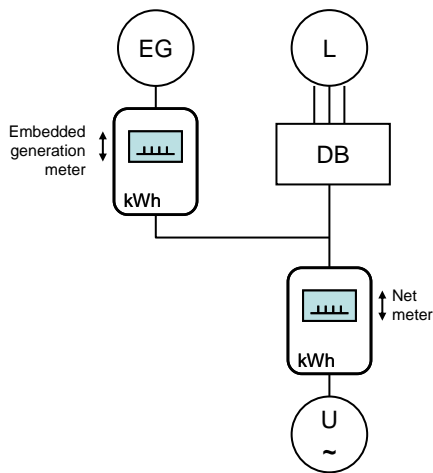 EG
L
Embedded
generation
meter
kWh
DB
Net
meter
kWh
U
~